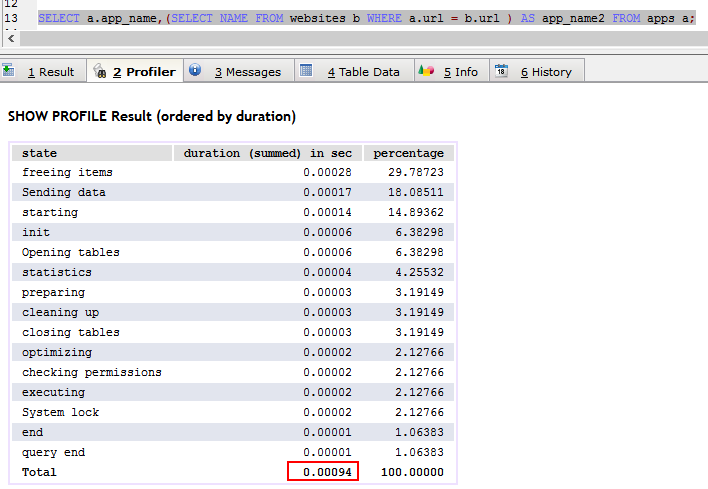 12
13 SELECT a.app_name,(SELECT NAME FROM websites b WHERE a.url = b.url ) AS app_name2 FROM apps a;
1 Result 2 Profiler 3 Messages 4 Table Data 5 Info 6 History
SHOW PROFILE Result (ordered by duration)
state duration (summed) in sec percentage
freeing items 0.00028 29.78723
Sending data 0.00017 18.08511
starting 0.00014 14.89362
init 0.00006 6.38298
Opening tables 0.00006 6.38298
statistics 0.00004 4.25532
preparing 0.00003 3.19149
cleaning up 0.00003 3.19149
closing tables 0.00003 3.19149
optimizing 0.00002 2.12766
checking permissions 0.00002 2.12766
executing 0.00002 2.12766
System lock 0.00002 2.12766
end 0.00001 1.06383
query end 0.00001 1.06383
Total 0.00094 100.00000